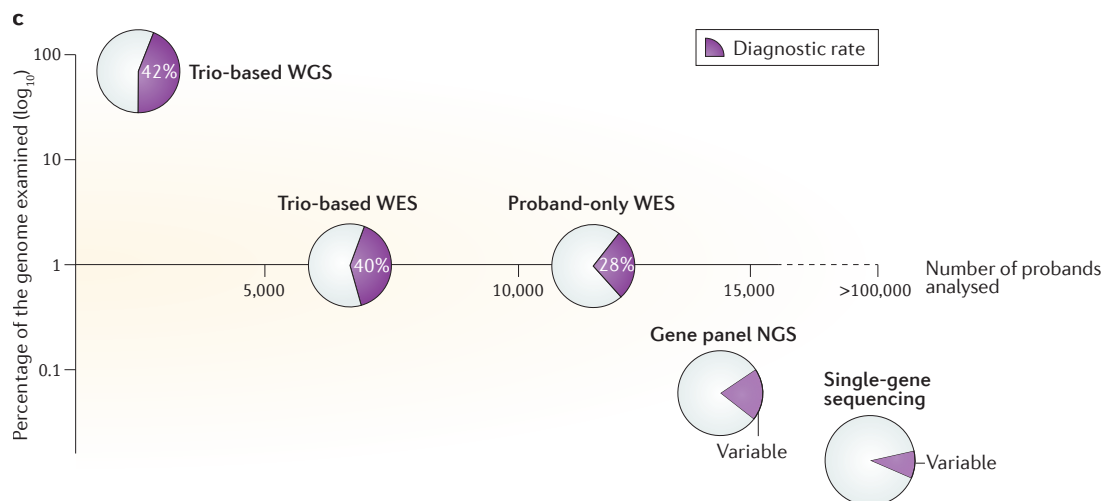 c
Percentage of the genome examined (log10)
100
10
1
0.1
42%
Trio-based WGS
Diagnostic rate
Trio-based WES
40%
Proband-only WES
28%
5,000
10,000
15,000
>100,000
Number of probands
analysed
Gene panel NGS
Variable
Single-gene
sequencing
Variable